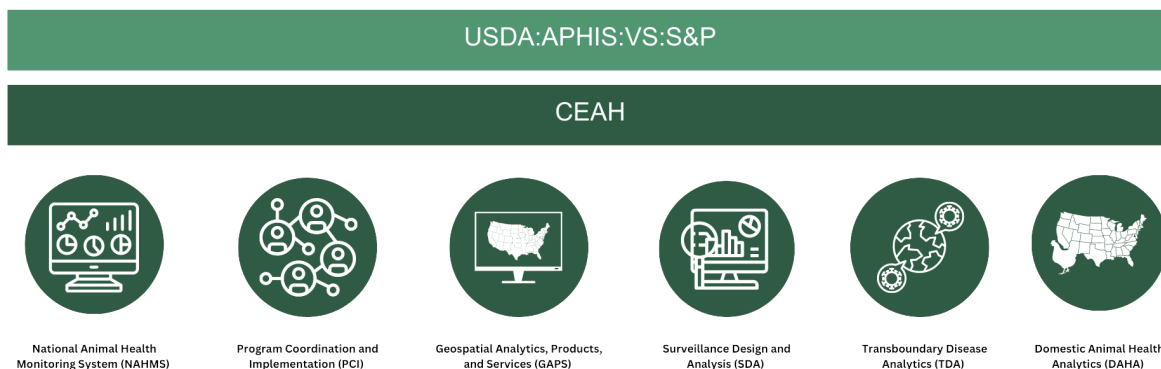 USDA:APHIS:VS:S&P
CEAH
National Animal Health
Monitoring System (NAHMS)
Program Coordination and
Implementation (PCI)
Geospatial Analytics, Products,
and Services (GAPS)
Surveillance Design and
Analysis (SDA)
Transboundary Disease
Analytics (TDA)
Domestic Animal Health
Analytics (DAHA)